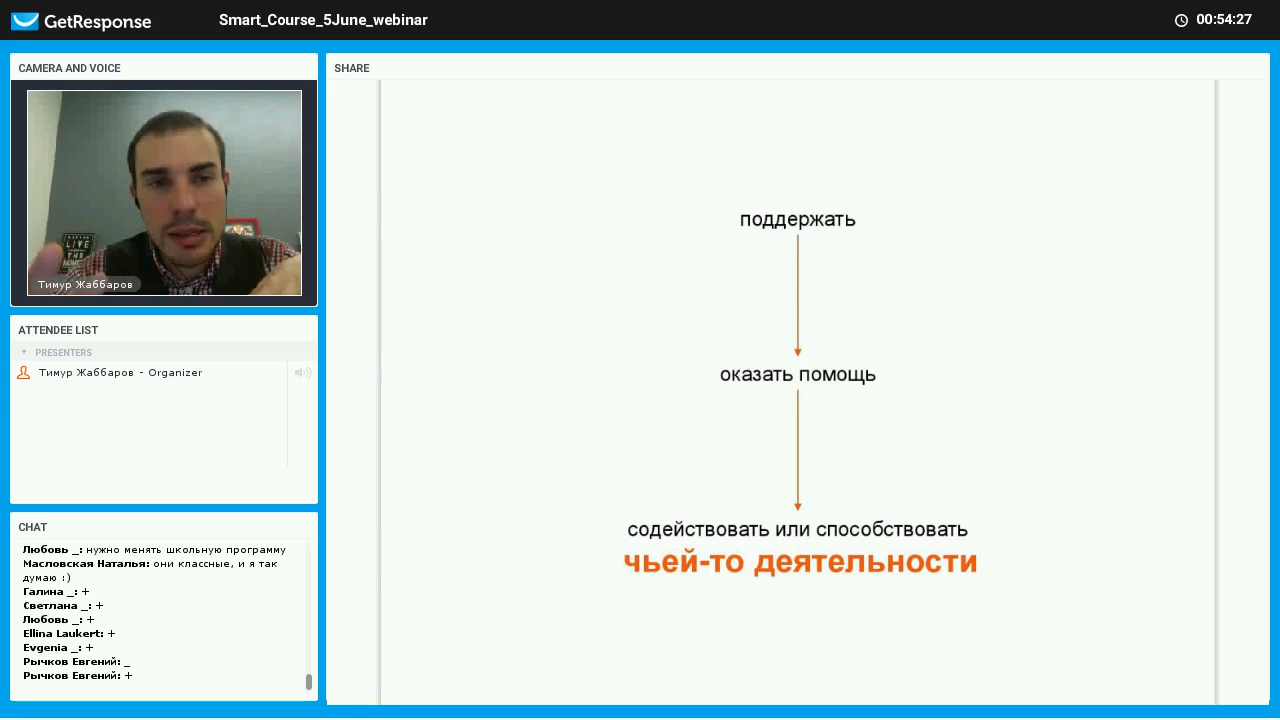 GetResponse
Smart_Course_5June_webinar
00:54:27
CAMERA AND VOICE
LIVE
Тимур Жаббаров
ATTENDEE LIST
PRESENTERS
Тимур Жаббаров - Organizer
CHAT
Любовь _: нужно менять школьную программу
Масловская Наталья: они классные, и я так
думаю :)
Галина _: +
Светлана _: +
Любовь _: +
Ellina Laukert: +
Evgenia _: +
Рычков Евгений: _
Рычков Евгений: +
SHARE
поддержать
оказать помощь
содействовать или способствовать
чьей-то деятельности